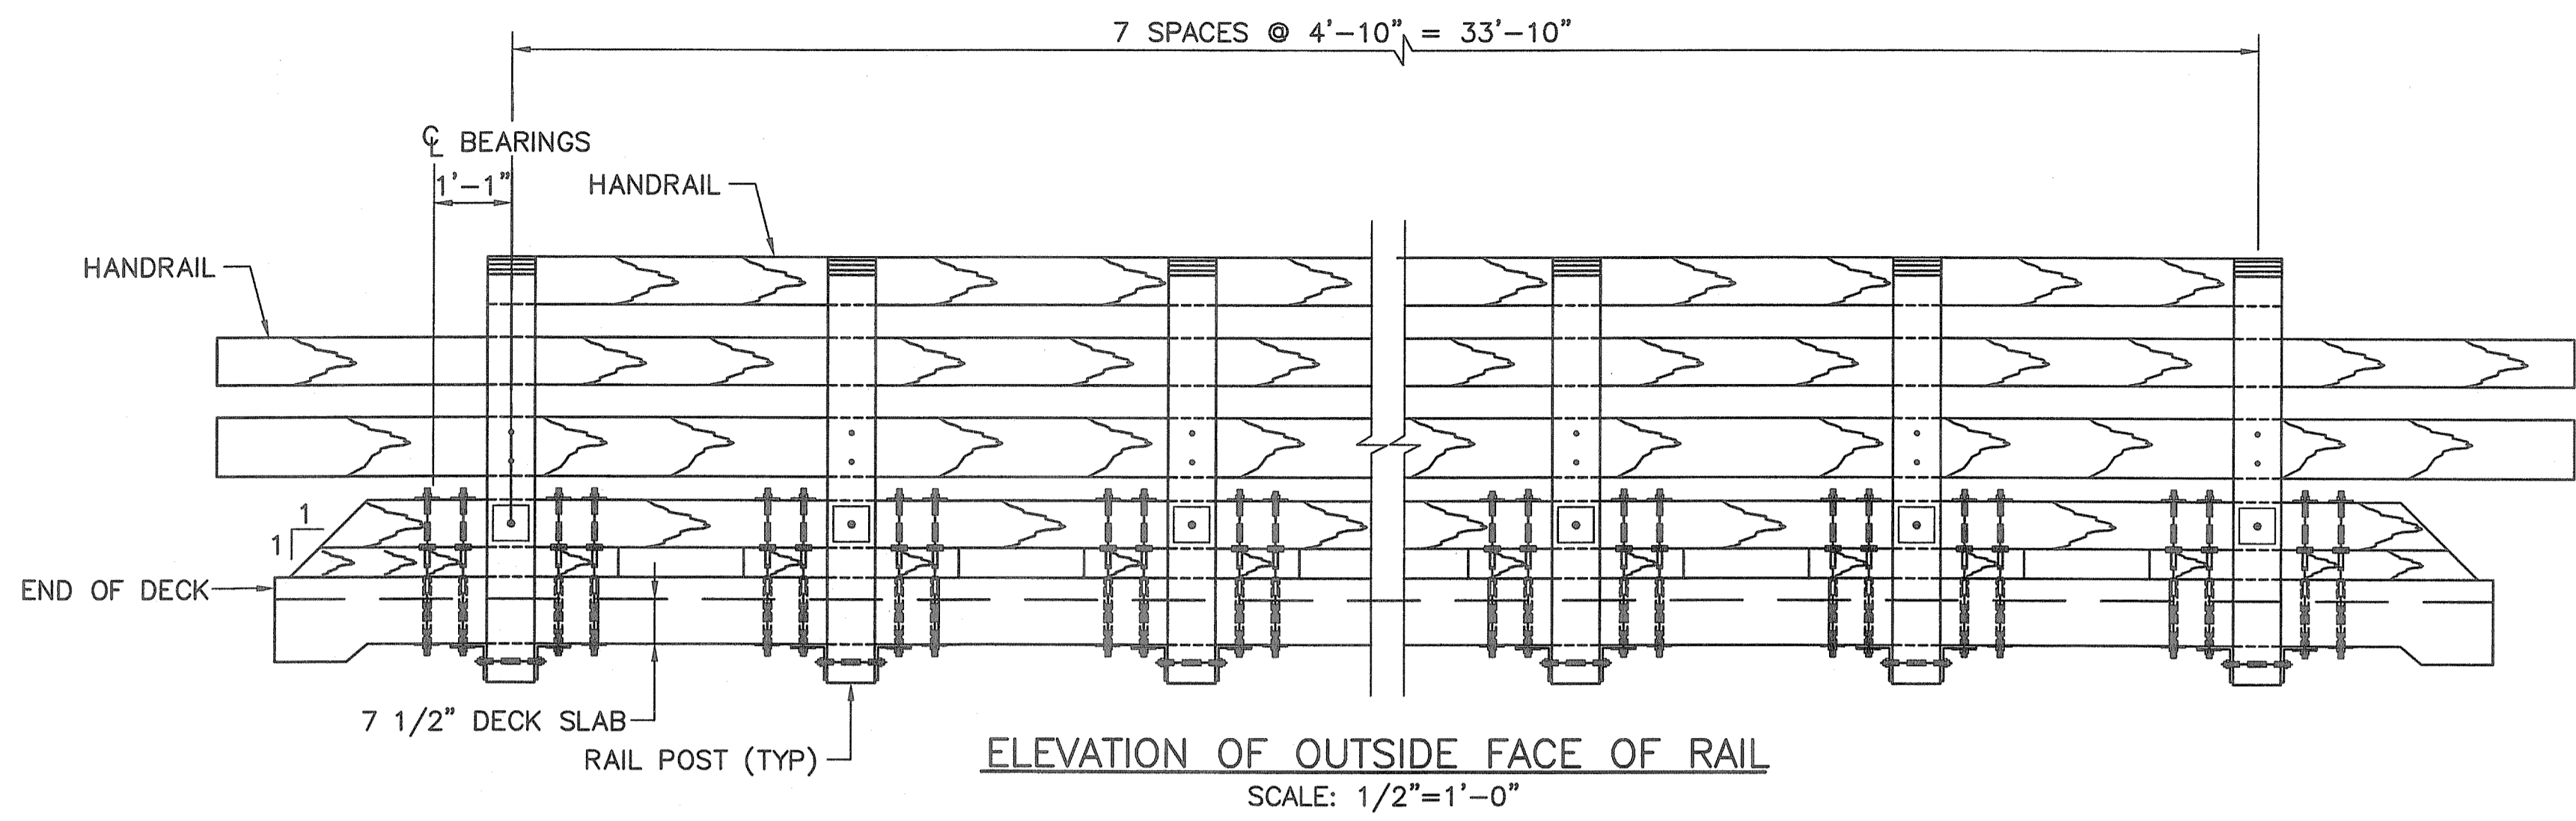 7 SPACES @ 4'-10" = 33'-10"
℄ BEARINGS
1'-1"
HANDRAIL
HANDRAIL
1
1
END OF DECK
7 1/2" DECK SLAB
RAIL POST (TYP)
ELEVATION OF OUTSIDE FACE OF RAIL
SCALE: 1/2"=1'-0"